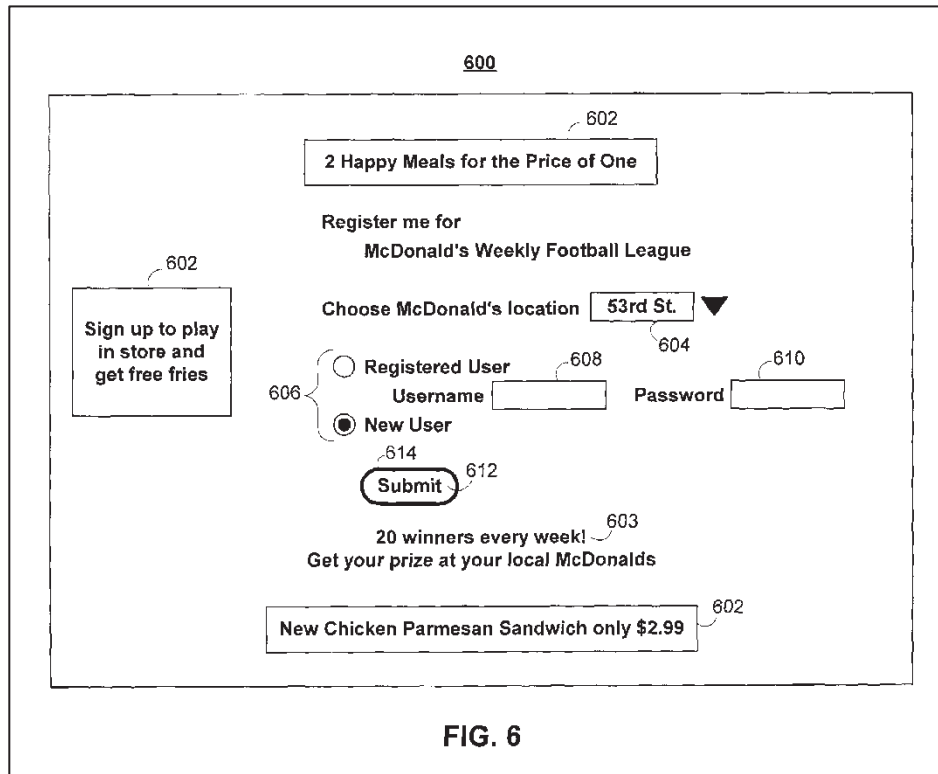 600
602
2 Happy Meals for the Price of One
Register me for
McDonald's Weekly Football League
602
Sign up to play
in store and
get free fries
Choose McDonald's location 53rd St.
604
606
Registered User
608
610
Username Password
New User
614
Submit 612
20 winners every week! 603
Get your prize at your local McDonalds
602
New Chicken Parmesan Sandwich only $2.99
FIG. 6